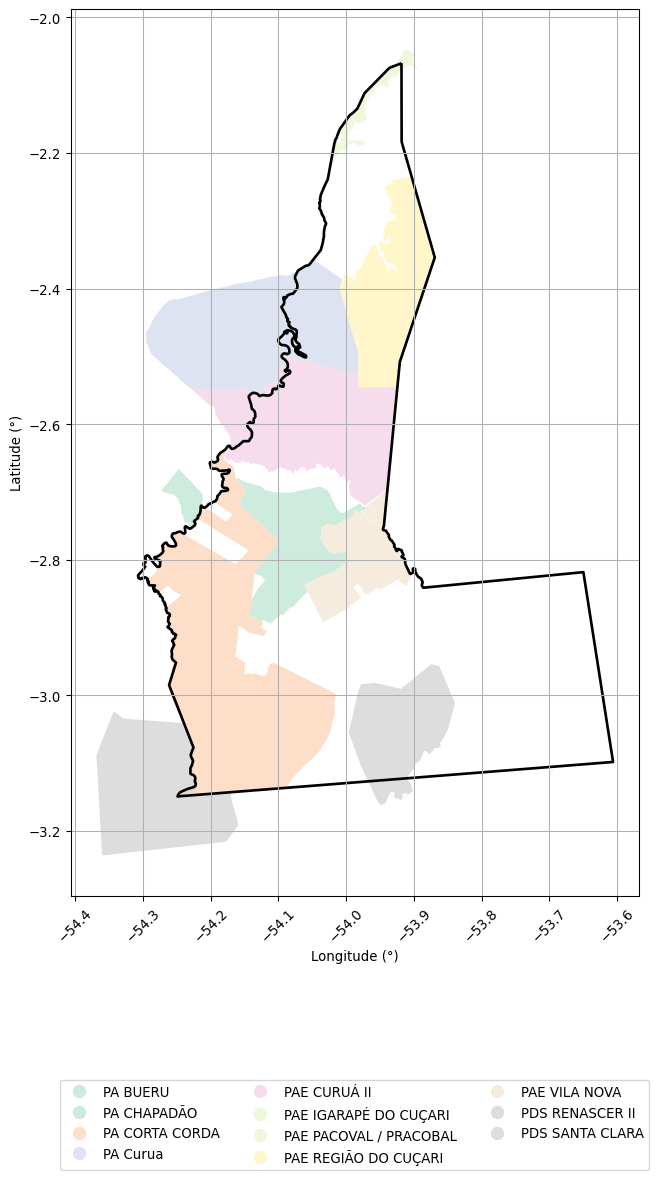 −2.0
−2.2
−2.4
−2.6
−2.8
−3.0
−3.2
Latitude (°)
−54.4
−54.3
−54.2
−54.1
−54.0
−53.9
−53.8
−53.7
−53.6
Longitude (°)
PA BUERU
PA CHAPADÃO
PA CORTA CORDA
PA Curua
PAE CURUÁ II
PAE IGARAPÉ DO CUÇARI
PAE PACOVAL / PRACOBAL
PAE REGIÃO DO CUÇARI
PAE VILA NOVA
PDS RENASCER II
PDS SANTA CLARA